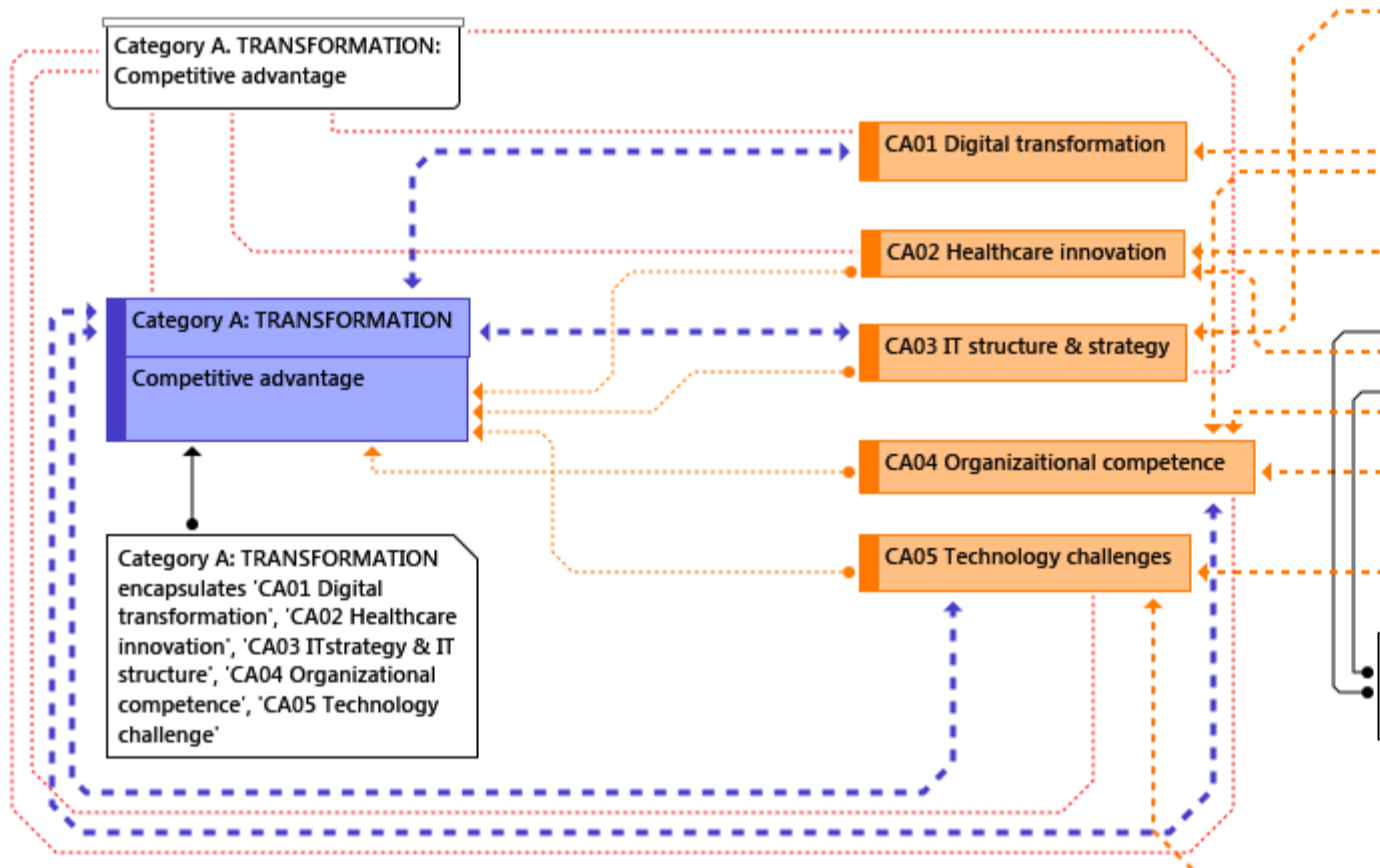 Category A. TRANSFORMATION:
Competitive advantage
CA01 Digital transformation
CA02 Healthcare innovation
Category A: TRANSFORMATION
Competitive advantage
CA03 IT structure & strategy
CA04 Organizaitional competence
CA05 Technology challenges
Category A: TRANSFORMATION
encapsulates 'CA01 Digital
transformation', 'CA02 Healthcare
innovation', 'CA03 ITstrategy & IT
structure', 'CA04 Organizational
competence', 'CA05 Technology
challenge'